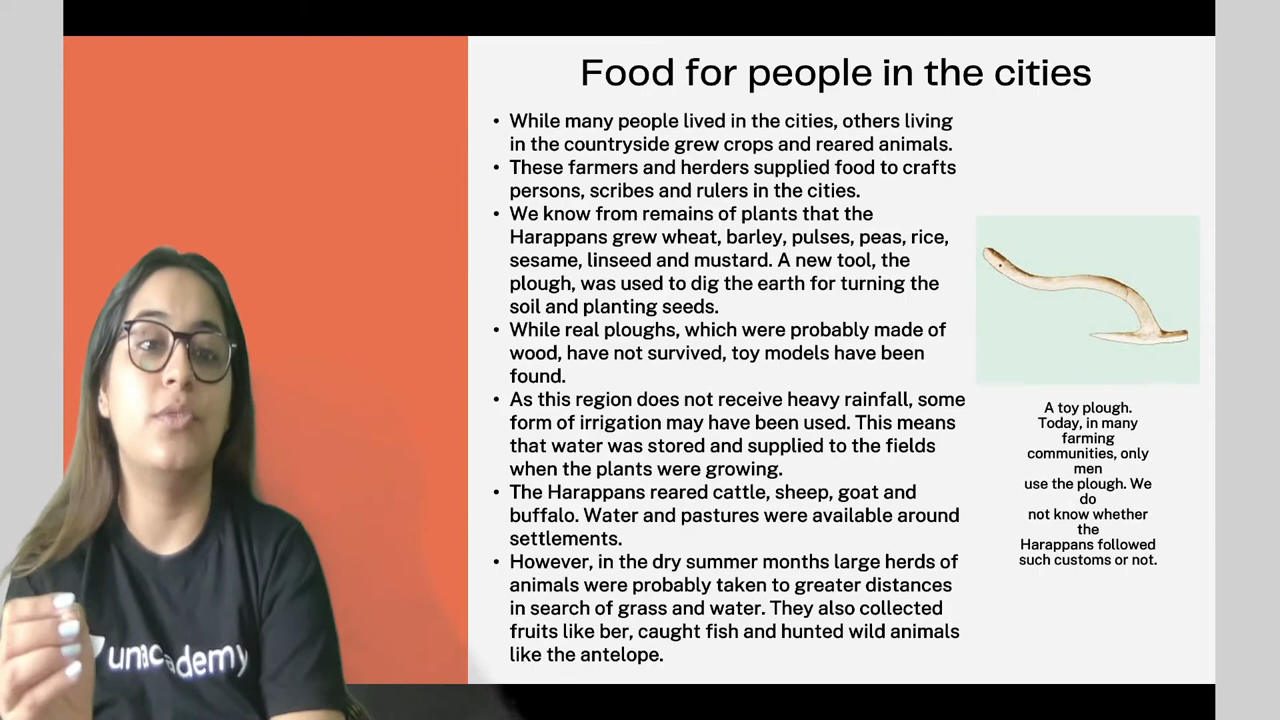 Food for people in the cities
• While many people lived in the cities, others living
in the countryside grew crops and reared animals.
• These farmers and herders supplied food to crafts
persons, scribes and rulers in the cities.
• We know from remains of plants that the
Harappans grew wheat, barley, pulses, peas, rice,
sesame, linseed and mustard. A new tool, the
plough, was used to dig the earth for turning the
soil and planting seeds.
• While real ploughs, which were probably made of
wood, have not survived, toy models have been
found.
• As this region does not receive heavy rainfall, some
form of irrigation may have been used. This means
that water was stored and supplied to the fields
when the plants were growing.
• The Harappans reared cattle, sheep, goat and
buffalo. Water and pastures were available around
settlements.
• However, in the dry summer months large herds of
animals were probably taken to greater distances
in search of grass and water. They also collected
fruits like ber, caught fish and hunted wild animals
like the antelope.
A toy plough.
Today, in many
farming
communities, only
men
use the plough. We
do
not know whether
the
Harappans followed
such customs or not.
unacademy